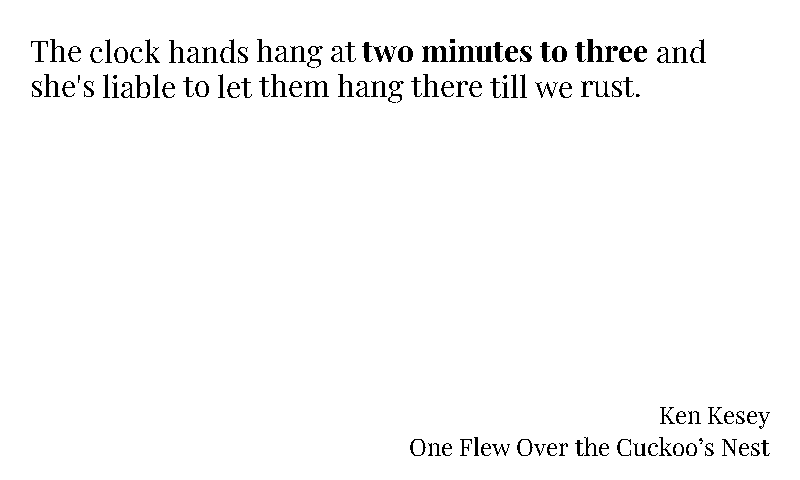 The clock hands hang at two minutes to three and
she's liable to let them hang there till we rust.
Ken Kesey
One Flew Over the Cuckoo’s Nest